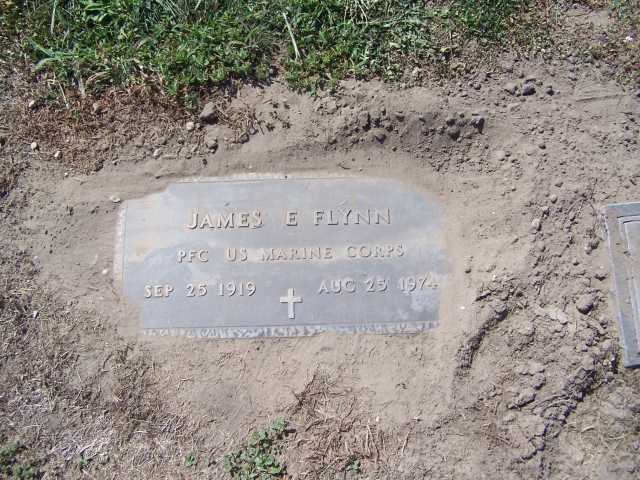 JAMES E FLYNN
PFC US MARINE CORPS
SEP 25 1919 AUG 25 1974